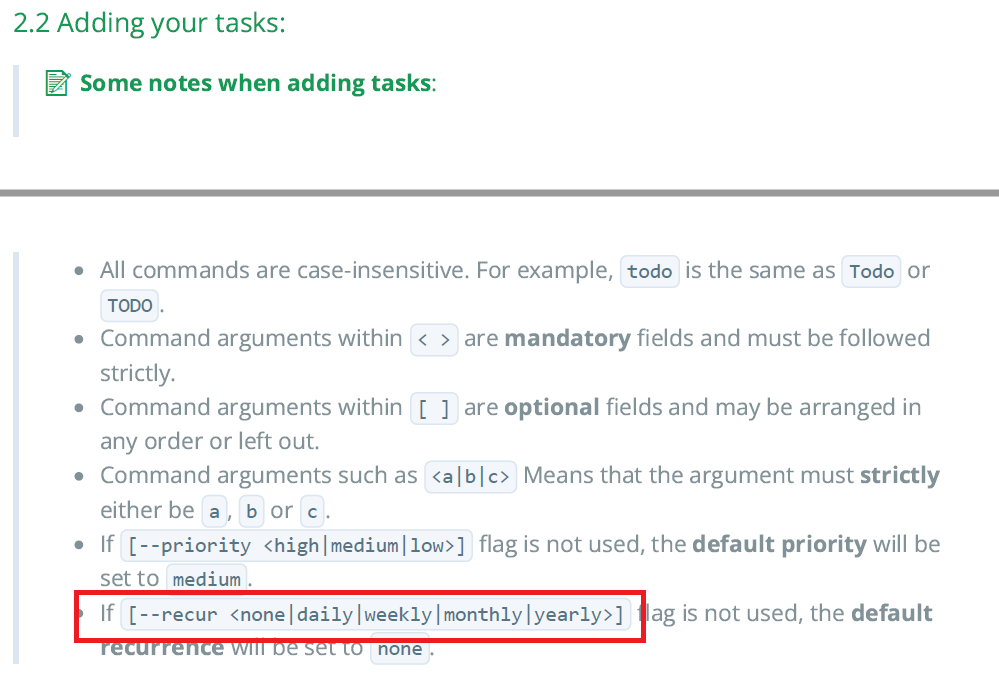 2.2 Adding your tasks:
Some notes when adding tasks:
All commands are case-insensitive. For example, todo is the same as Todo or
TODO.
Command arguments within < > are mandatory fields and must be followed
strictly.
Command arguments within [ ] are optional fields and may be arranged in
any order or left out.
Command arguments such as <a|b|c> Means that the argument must strictly
either be a, b or c.
If [--priority <high|medium|low>] flag is not used, the default priority will be
set to medium.
If [--recur <none|daily|weekly|monthly|yearly>] flag is not used, the default
recurrence will be set to none.